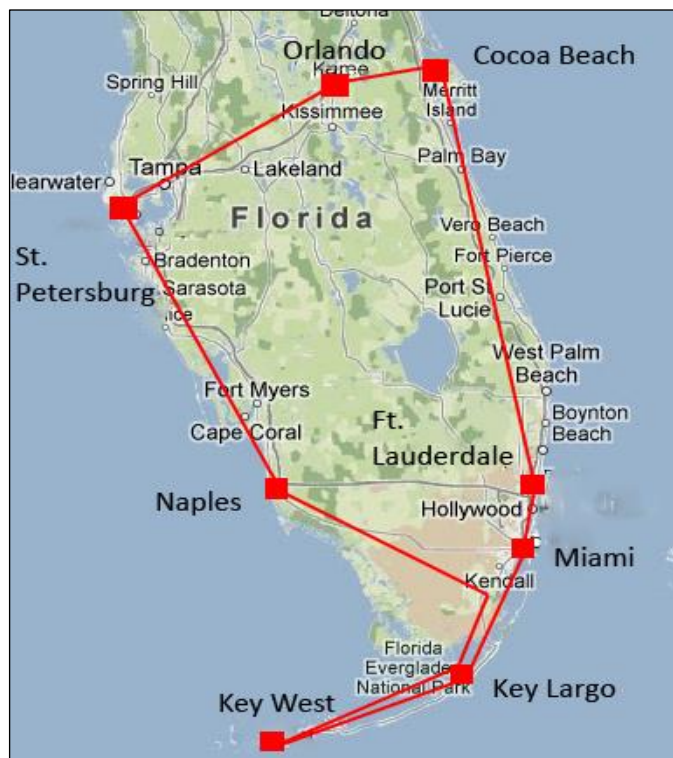 Deltona
Orlando
Cocoa Beach
Spring Hill
Kissimmee
Merritt
Island
Tampa
Lakeland
Palm Bay
learwater
Florida
Vero Beach
St.
Petersburg
Bradenton
Fort Pierce
Sarasota
Port St
Lucie
West Palm
Beach
Fort Myers
Cape Coral
Ft.
Lauderdale
Boynton
Beach
Naples
Hollywood
Miami
Kendall
Florida
Everglade
National Park
Key West
Key Largo